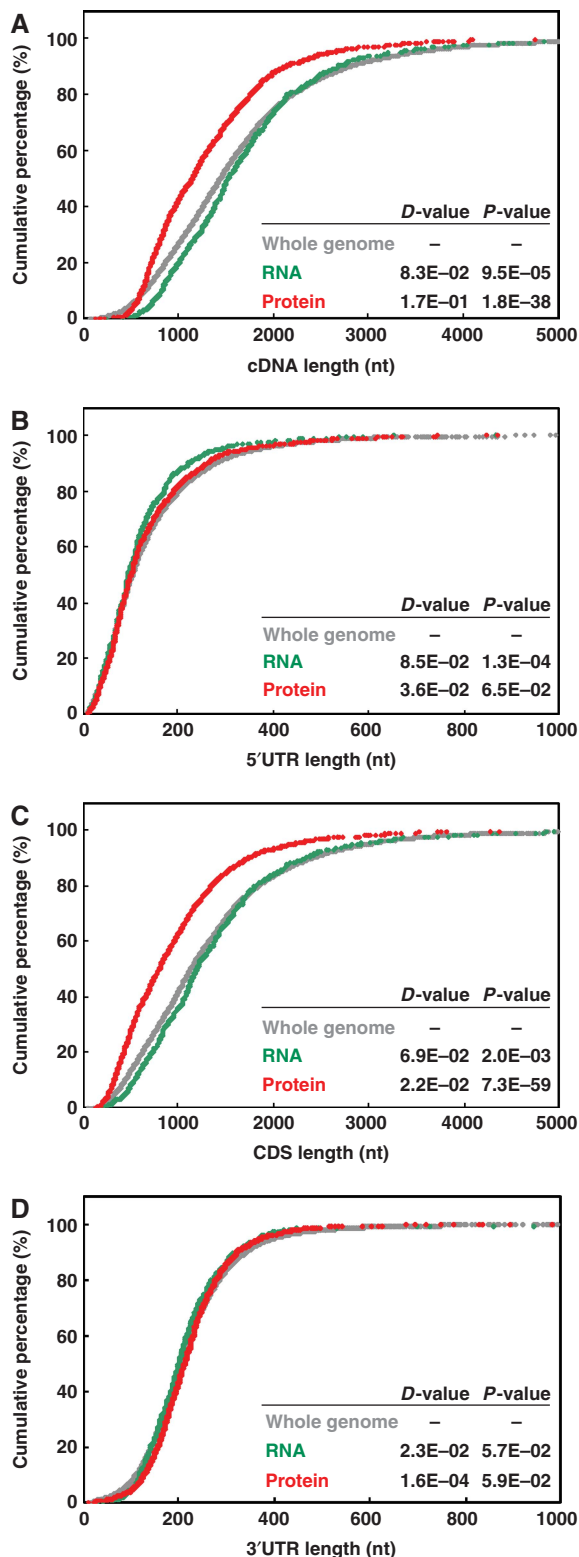 A
Cumulative percentage (%)
100
80
60
40
20
0
D-value P-value
Whole genome – –
RNA 8.3E–02 9.5E–05
Protein 1.7E–01 1.8E–38
0 1000 2000 3000 4000 5000
cDNA length (nt)
B
Cumulative percentage (%)
100
80
60
40
20
0
D-value P-value
Whole genome – –
RNA 8.5E–02 1.3E–04
Protein 3.6E–02 6.5E–02
0 200 400 600 800 1000
5′UTR length (nt)
C
Cumulative percentage (%)
100
80
60
40
20
0
D-value P-value
Whole genome – –
RNA 6.9E–02 2.0E–03
Protein 2.2E–02 7.3E–59
0 1000 2000 3000 4000 5000
CDS length (nt)
D
Cumulative percentage (%)
100
80
60
40
20
0
D-value P-value
Whole genome – –
RNA 2.3E–02 5.7E–02
Protein 1.6E–04 5.9E–02
0 200 400 600 800 1000
3′UTR length (nt)